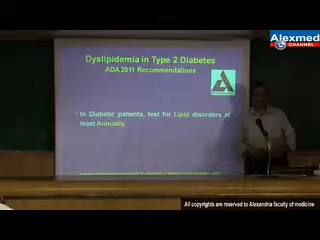 Alexmed
CHANNEL
Dyslipidemia in Type 2 Diabetes
ADA 2011 Recommendations
In Diabetic patients, test for Lipid disorders at
least Annually.
All copyrights are reserved to Alexandria faculty of medicine